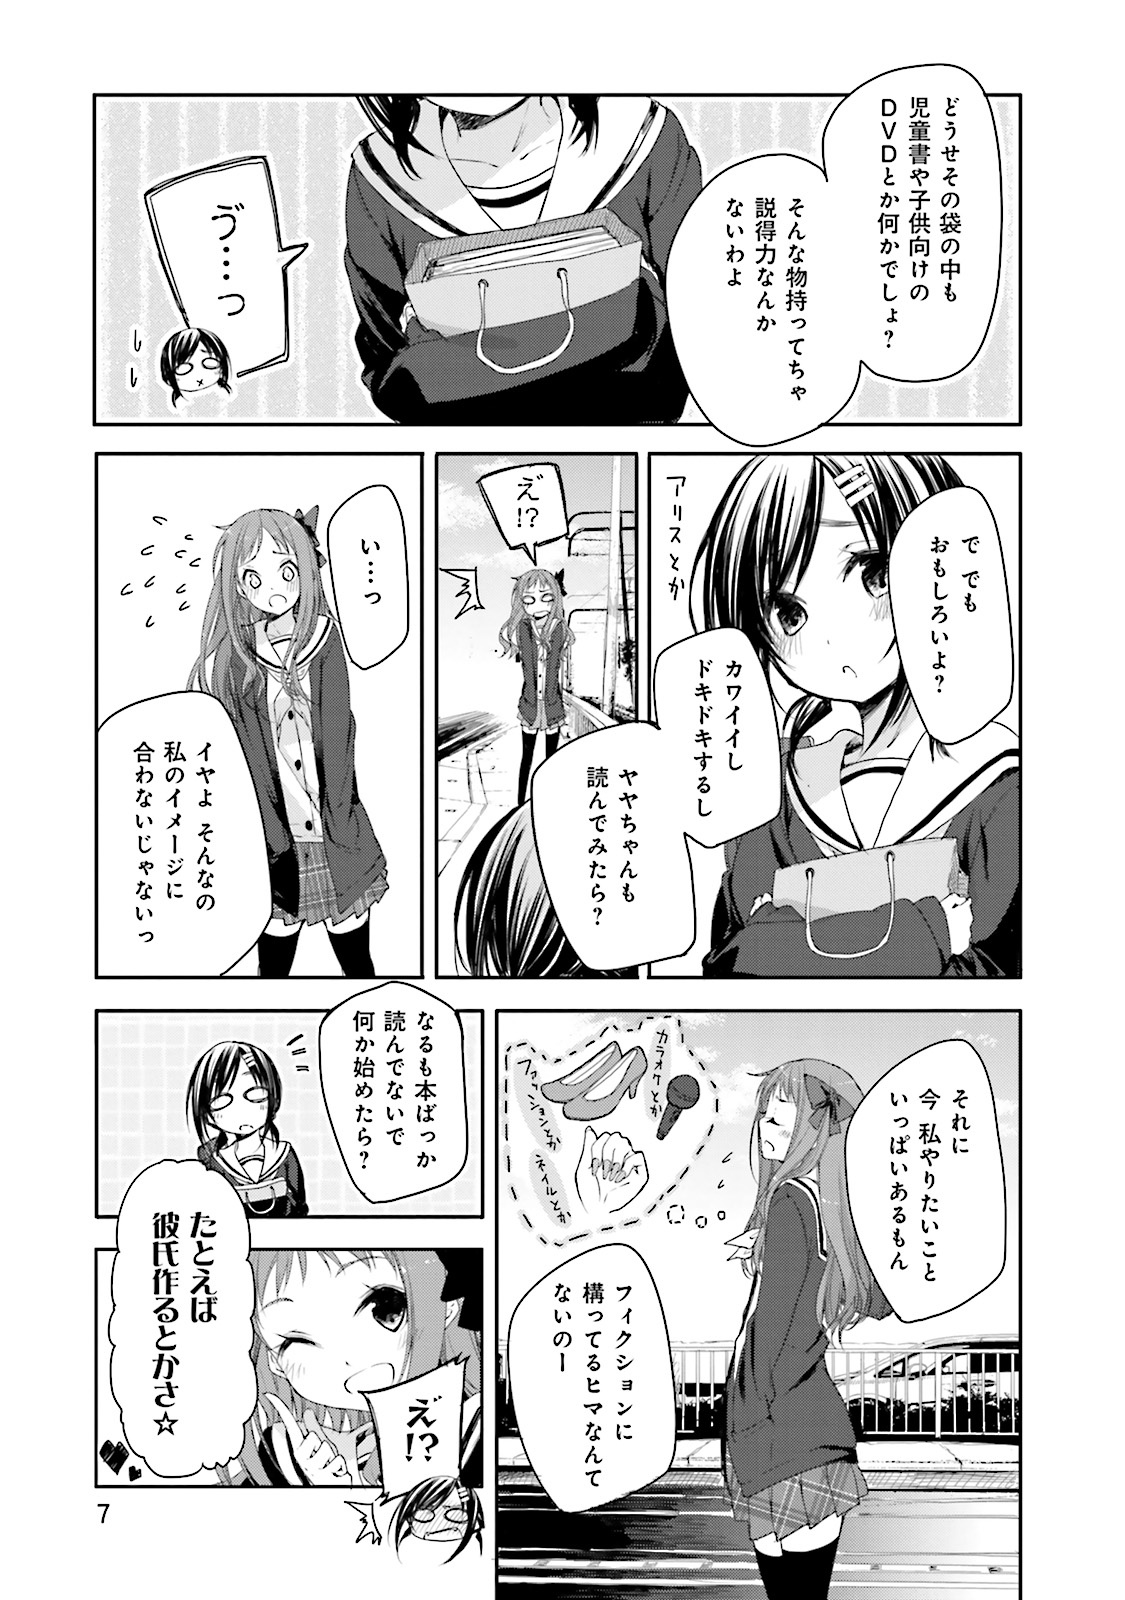 どうせその袋の中も
児童書や子供向けの
DVDとか何かでしょ?
そんな物持ってちゃ
説得力なんか
ないわよ
ゔ…っ
で でも
おもしろいよ?
アリスとか
カワイイし
ドキドキするし
ヤヤちゃんも
読んでみたら?
え゛!?
い…っ
イヤよ そんなの
私のイメージに
合わないじゃないっ
それに
今 私やりたいこと
いっぱいあるもん
カラオケとか
ファッションとか
ネイルとか
フィクションに
構ってるヒマなんて
ないのー
なるも本ばっか
読んでないで
何か始めたら?
たとえば
彼氏作るとかさ☆
え゛!?
7